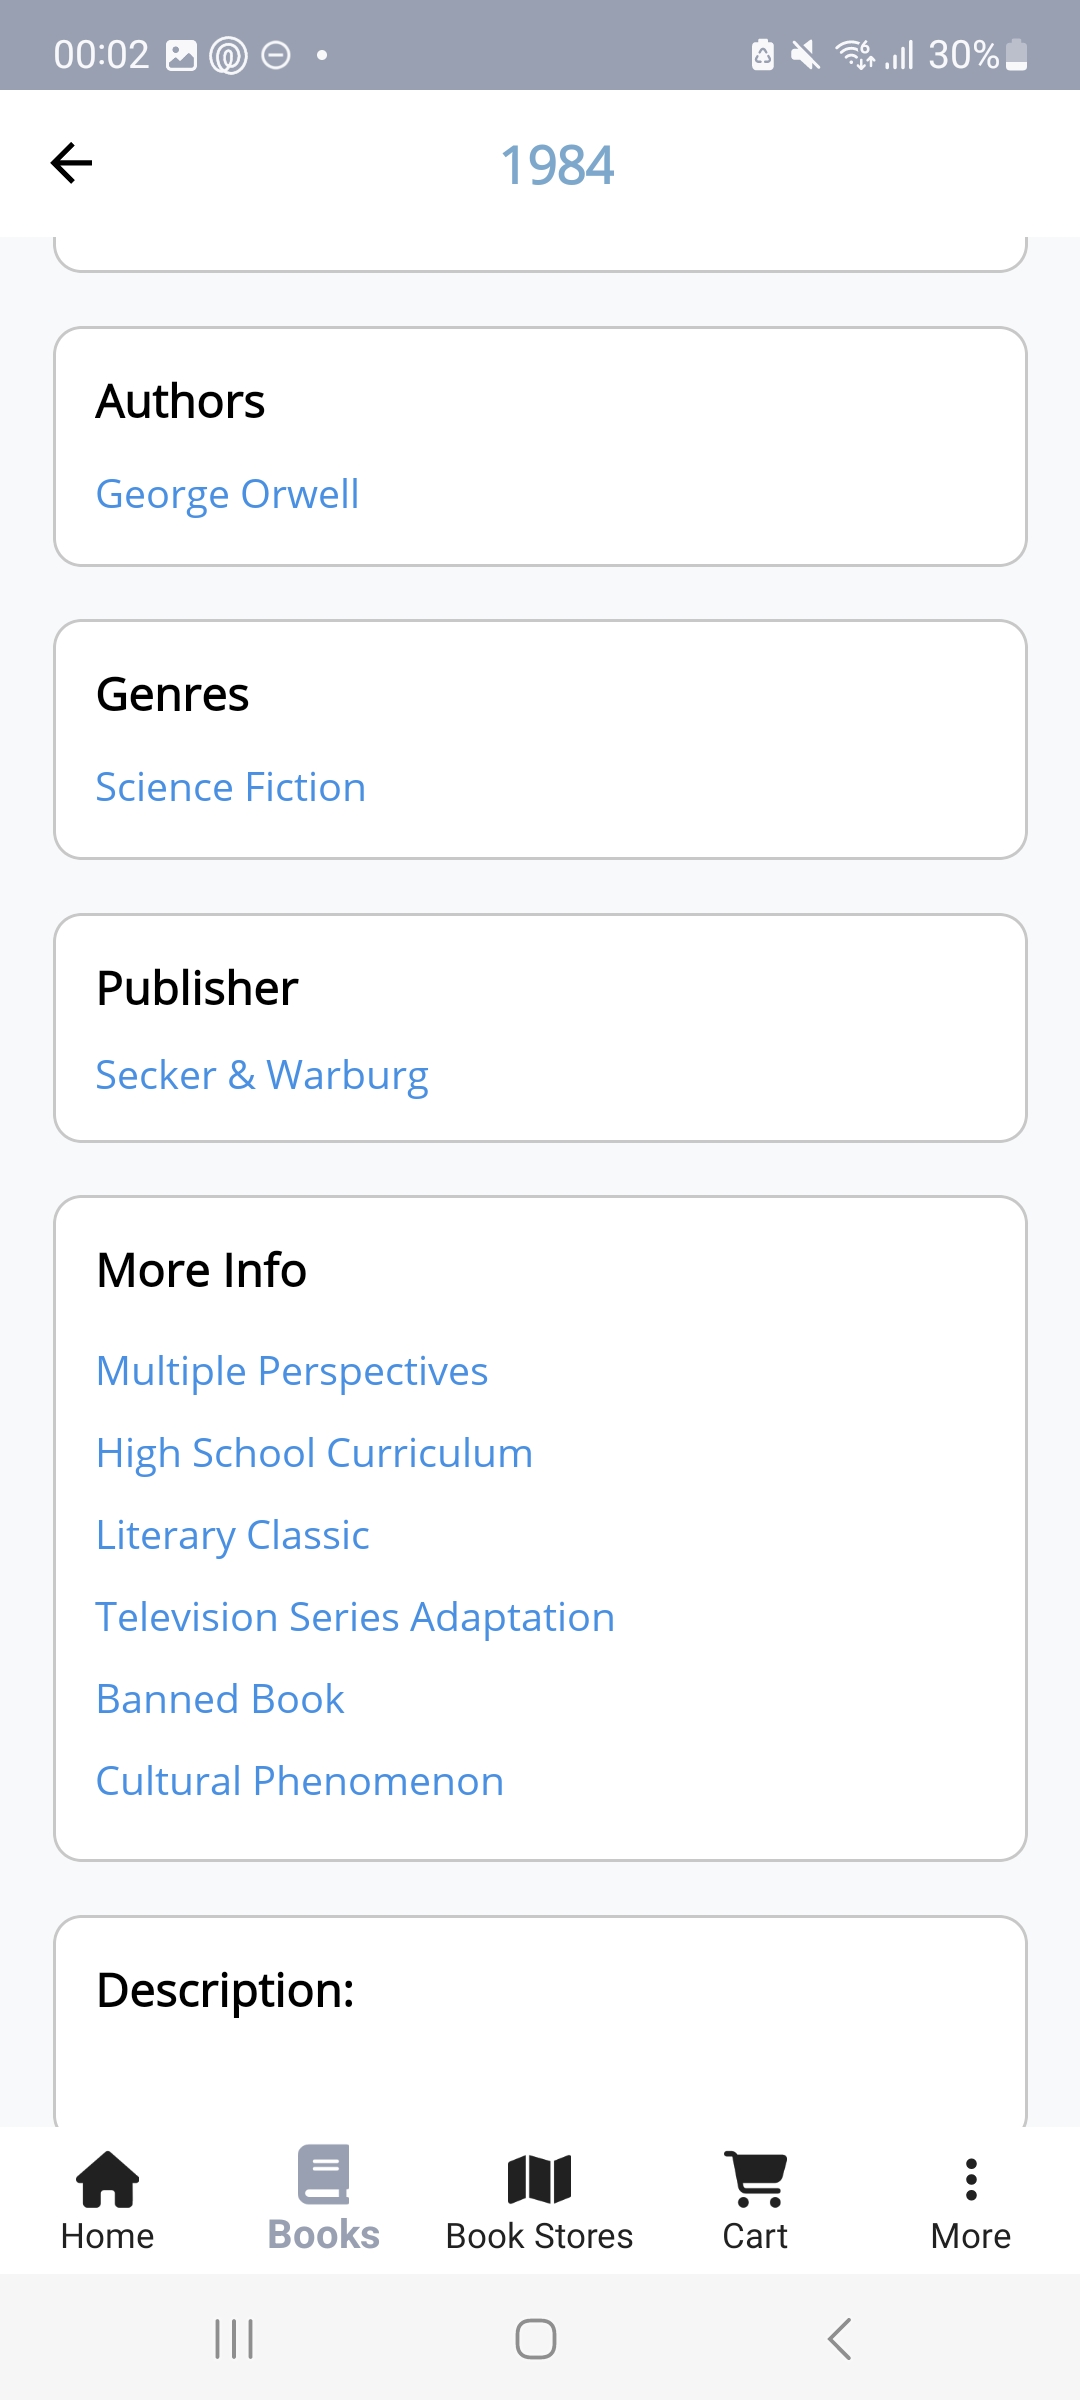 00:02
30%
1984
Authors
George Orwell
Genres
Science Fiction
Publisher
Secker & Warburg
More Info
Multiple Perspectives
High School Curriculum
Literary Classic
Television Series Adaptation
Banned Book
Cultural Phenomenon
Description:
Home
Books
Book Stores
Cart
More